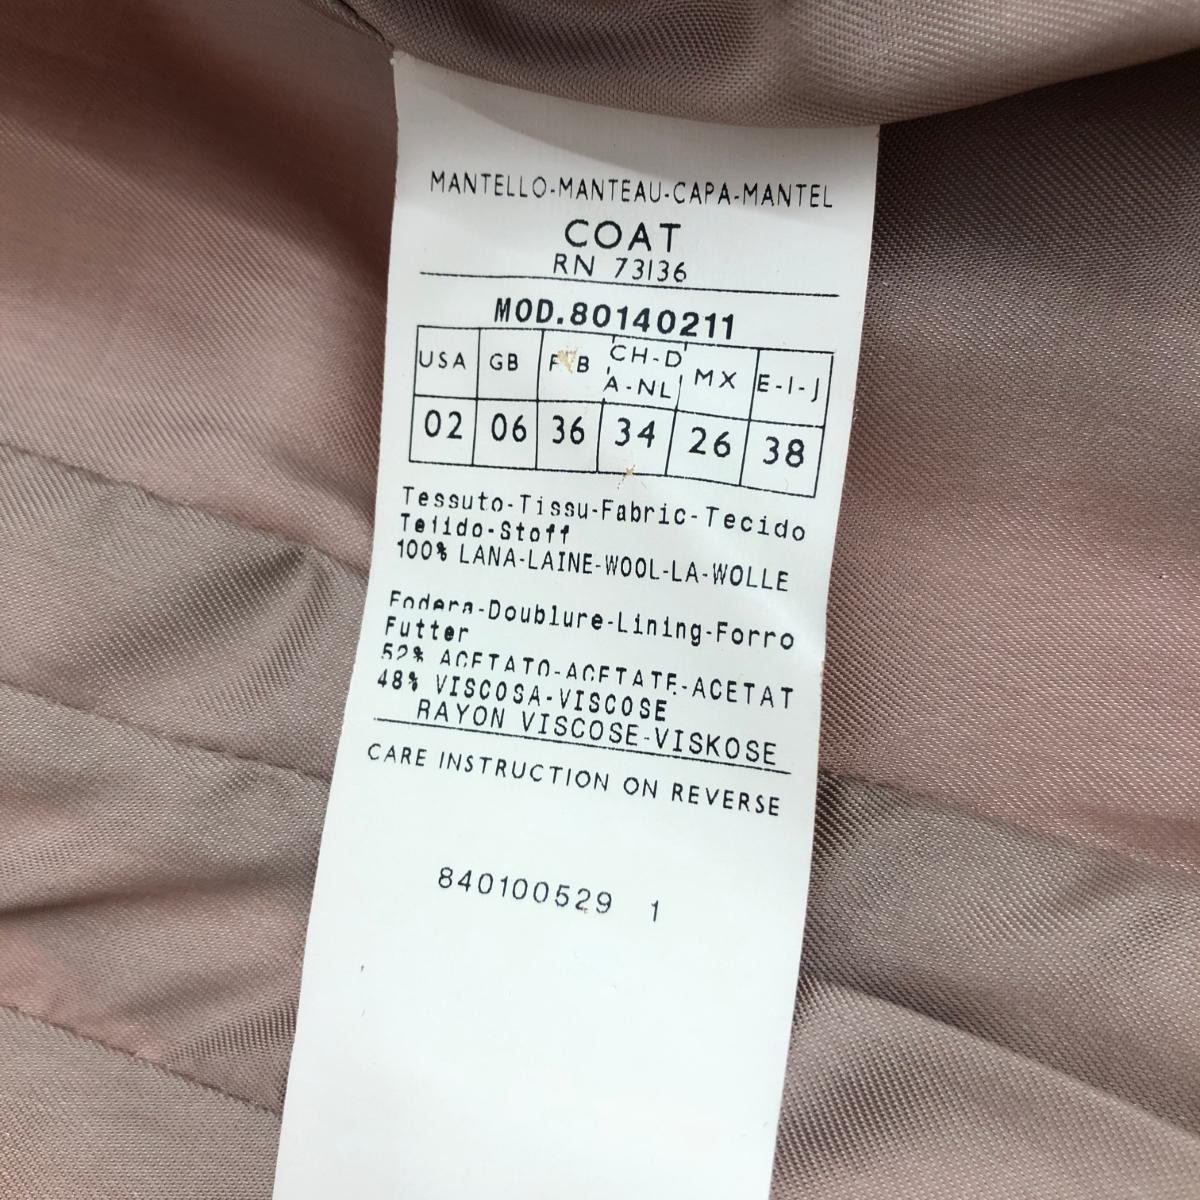 MANTELLO-MANTEAU-CAPA-MANTEL
COAT
RN 73136
MOD.80140211
USA GB F B CH-D A-NL MX E-I-J
02 06 36 34 26 38
Tessuto-Tissu-Fabric-Tecido
Tejido-Stoff
100% LANA-LAINE-WOOL-LA-WOLLE
Fodera-Doublure-Lining-Forro
Futter
52% ACETATO-ACETATE-ACETAT
48% VISCOSA-VISCOSE
RAYON VISCOSE-VISKOSE
CARE INSTRUCTION ON REVERSE
840100529 1